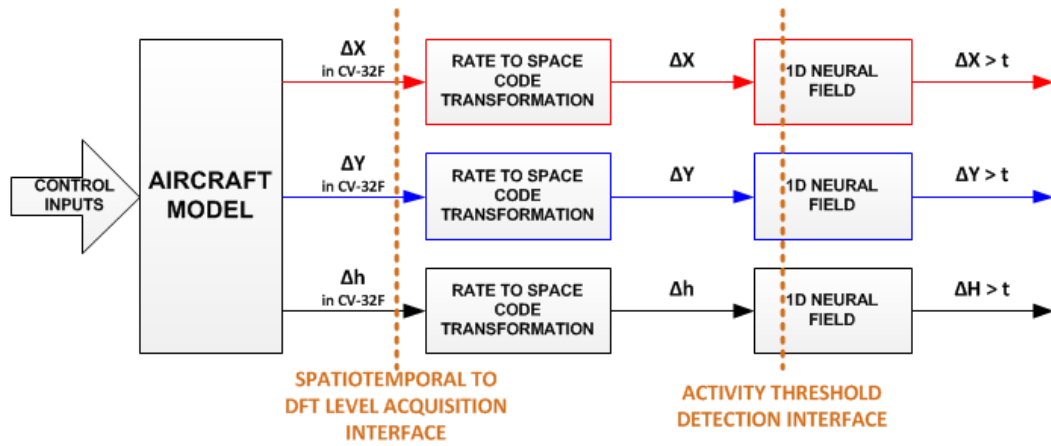 CONTROL
INPUTS
AIRCRAFT
MODEL
ΔX
in CV-32F
RATE TO SPACE
CODE
TRANSFORMATION
ΔX
1D NEURAL
FIELD
ΔX > t
ΔY
in CV-32F
RATE TO SPACE
CODE
TRANSFORMATION
ΔY
1D NEURAL
FIELD
ΔY > t
Δh
in CV-32F
RATE TO SPACE
CODE
TRANSFORMATION
Δh
1D NEURAL
FIELD
ΔH > t
SPATIOTEMPORAL TO
DFT LEVEL ACQUISITION
INTERFACE
ACTIVITY THRESHOLD
DETECTION INTERFACE